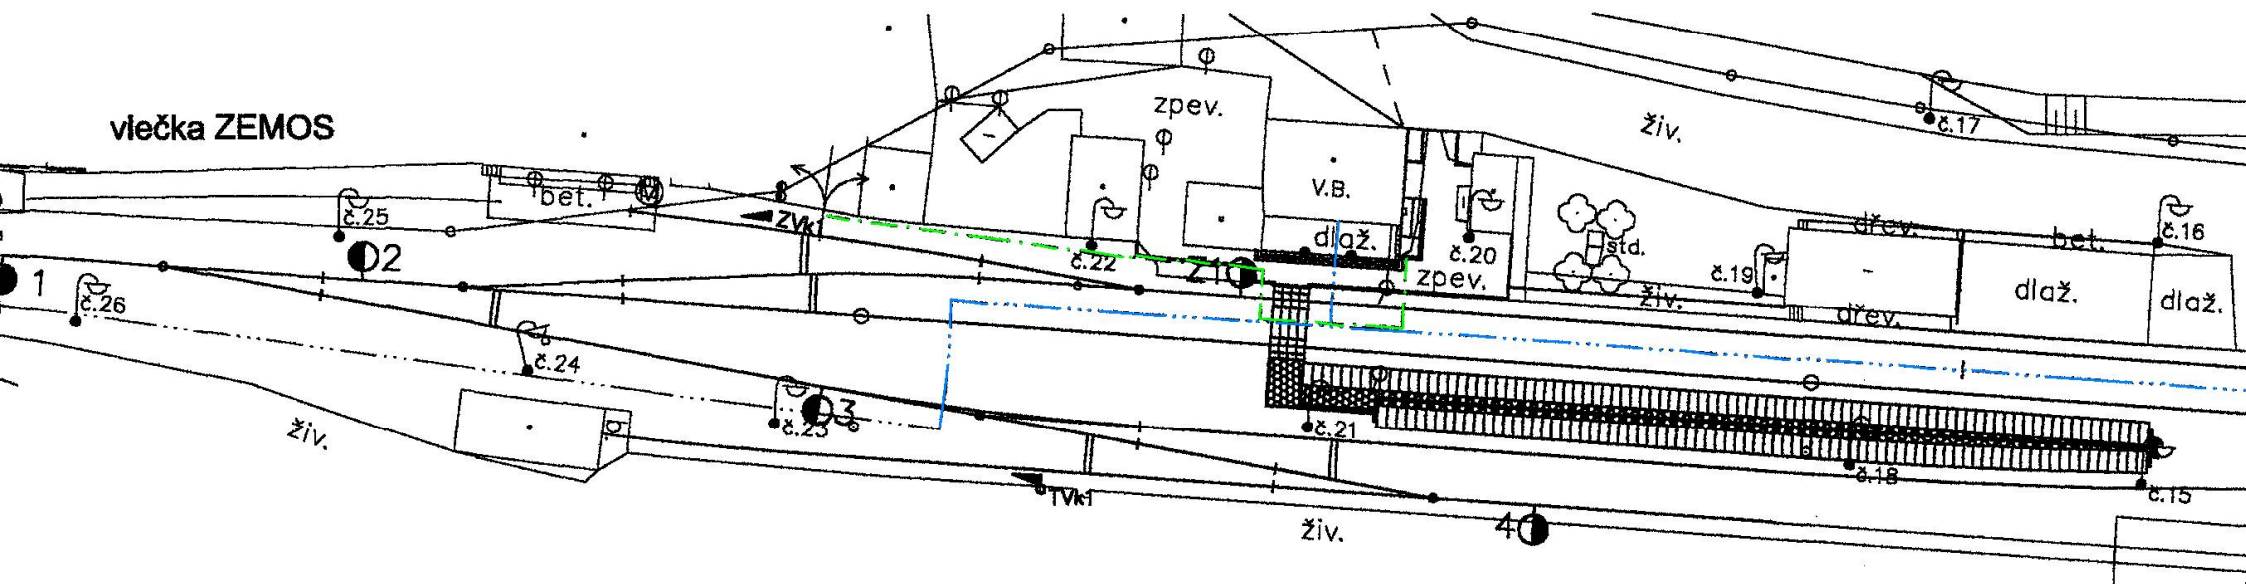 zpev.
vlečka ZEMOS
živ.
č.17
V.B.
bet.
M
č.25
ZVk1
dlaž.
č.20
std.
dřev.
bet.
č.16
2
č.22
Z1
zpev.
č.19
živ.
dlaž.
dlaž.
1
č.26
dřev.
č.24
3
č.23
č.21
živ.
č.18
č.15
TVk1
4
živ.